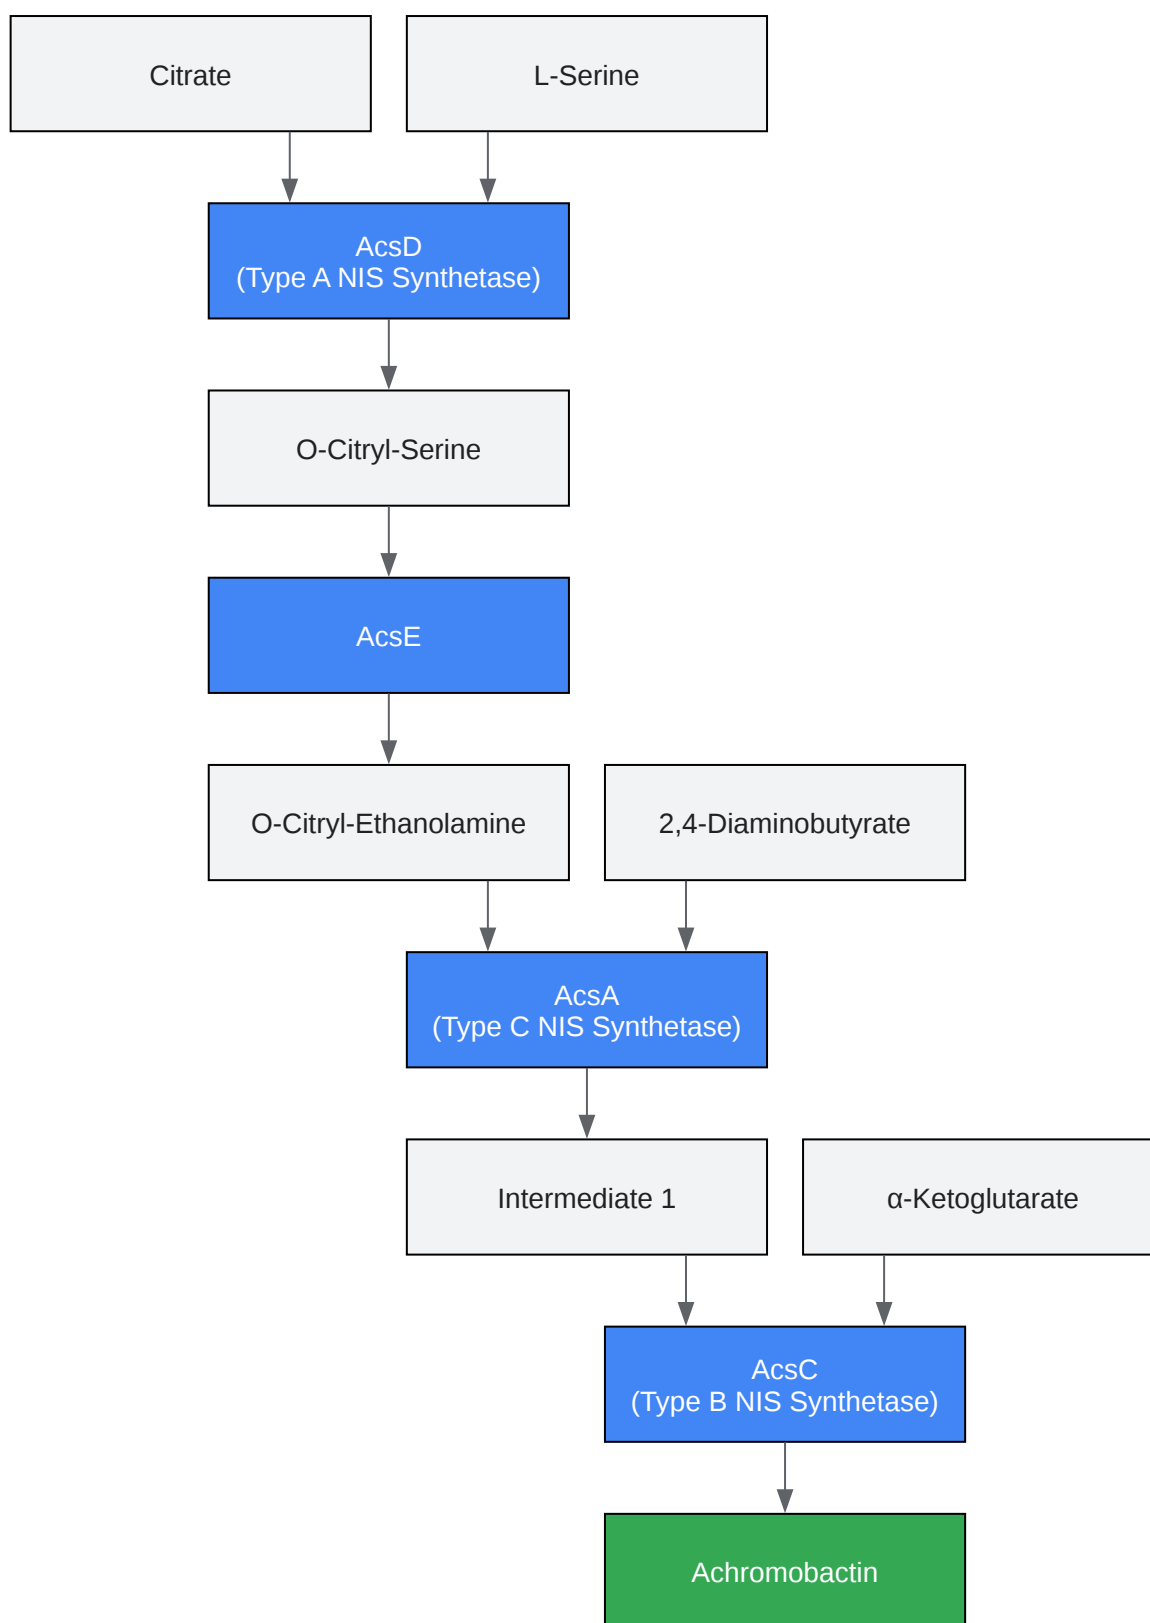 Citrate
L-Serine
AcsD
(Type A NIS Synthetase)
O-Citryl-Serine
AcsE
O-Citryl-Ethanolamine
2,4-Diaminobutyrate
AcsA
(Type C NIS Synthetase)
Intermediate 1
α-Ketoglutarate
AcsC
(Type B NIS Synthetase)
Achromobactin